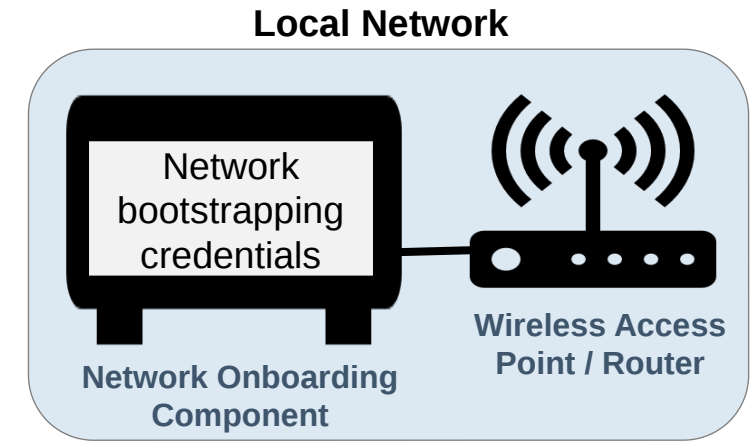 Local Network
Network
bootstrapping
credentials
Wireless Access
Point / Router
Network Onboarding
Component